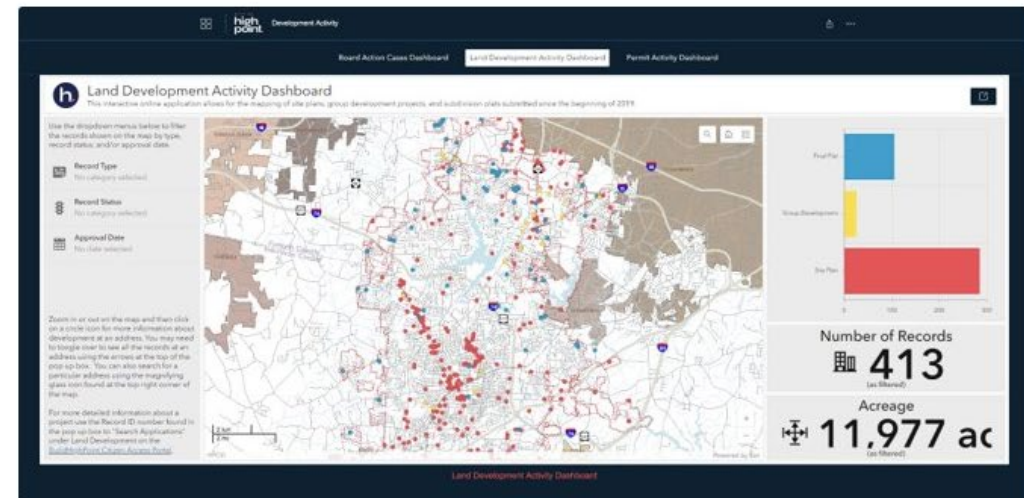 high
point
Development Activity
Board Action Cases Dashboard
Land Development Activity Dashboard
Permit Activity Dashboard
h
Land Development Activity Dashboard
This interactive online application allows for the mapping of site plans, group development projects, and subdivision plats submitted since the beginning of 2019.
Use the dropdown menus below to filter
the records shown on the map by type,
record status and/or approval date.
Record Type
No category selected
Record Status
No category selected
Approval Date
No date selected
Zoom in or out on the map and then click
on a circle icon for more information about
development at an address. You may need
to toogle over to see all the records at an
address using the arrows at the top of the
pop up box. You can also search for a
particular address using the magnifying
glass icon found at the top right corner of
the map.
For more detailed information about a
project use the Record ID number found in
the pop up box to "Search Applications"
under Land Development on the
BuildHighPoint Citizen Access Portal.
Powered by Esri
Final Plat
Group Development
Site Plan
0
100
200
300
Number of Records
413
(as filtered)
Acreage
11,977 ac
(as filtered)
Land Development Activity Dashboard